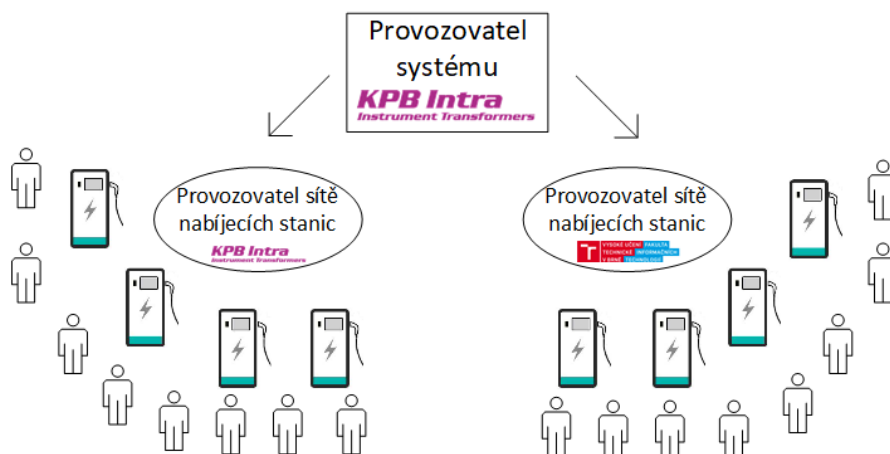 Provozovatel
systému
KPB Intra
Instrument Transformers
Provozovatel sítě
nabíjecích stanic
KPB Intra
Instrument Transformers
Provozovatel sítě
nabíjecích stanic
VYSOKÉ UČENÍ FAKULTA
TECHNICKÉ INFORMAČNÍCH
V BRNĚ TECHNOLOGIÍ